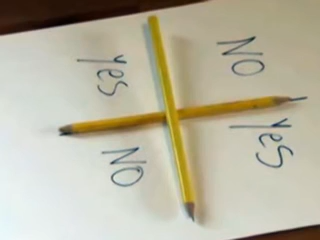 yes NO
NO yes